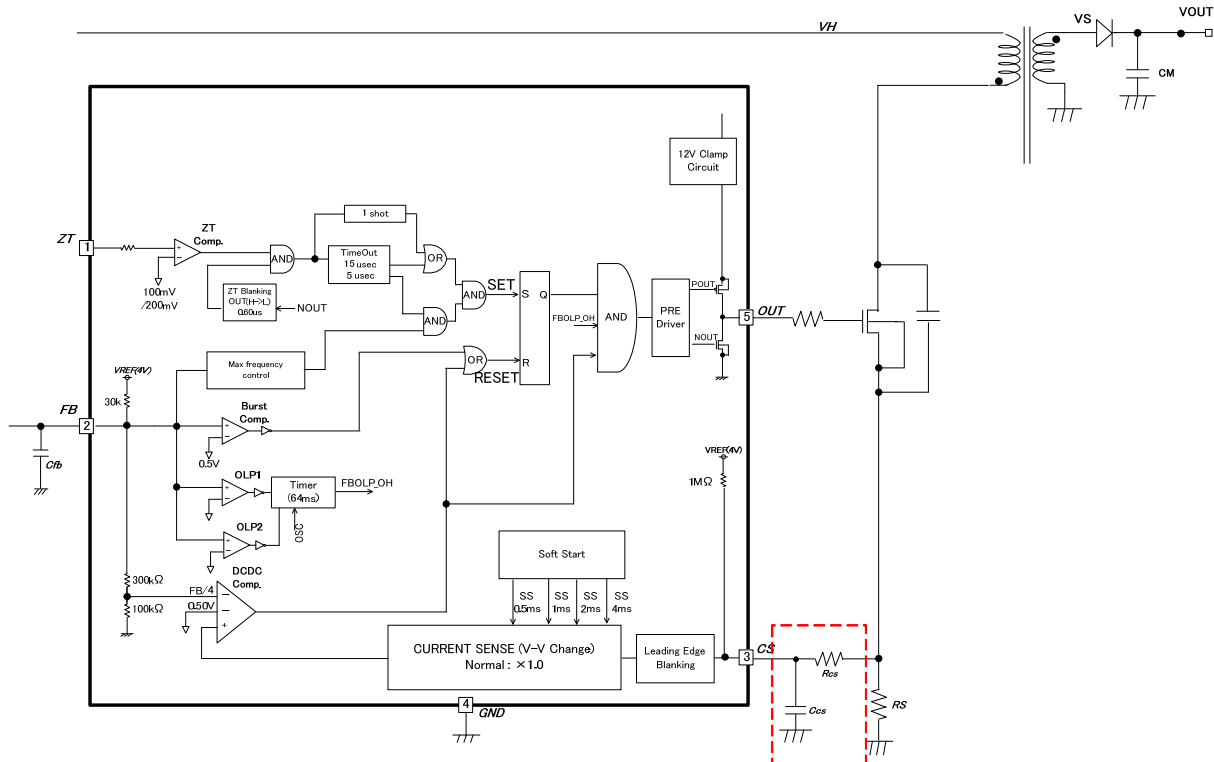 VH
VS
VOUT
CM
12V Clamp
Circuit
1 shot
ZT
Comp.
ZT
1
AND
TimeOut
15 usec
5 usec
OR
100mV
/200mV
ZT Blanking
OUT(H->L)
0.60us
NOUT
AND
SET
S
Q
POUT
PRE
Driver
NOUT
5
OUT
AND
FBOLP_OH
AND
Max frequency
control
OR
R
RESET
VREF(4V)
30k
FB
2
Burst
Comp.
0.5V
Cfb
OLP1
Timer
(64ms)
FBOLP_OH
OSC
OLP2
VREF(4V)
1MΩ
Soft Start
300kΩ
DCDC
Comp.
FB/4
0.50V
100kΩ
SS
0.5ms
SS
1ms
SS
2ms
SS
4ms
CURRENT SENSE (V-V Change)
Normal : ×1.0
Leading Edge
Blanking
3
CS
Rcs
Ccs
RS
4
GND